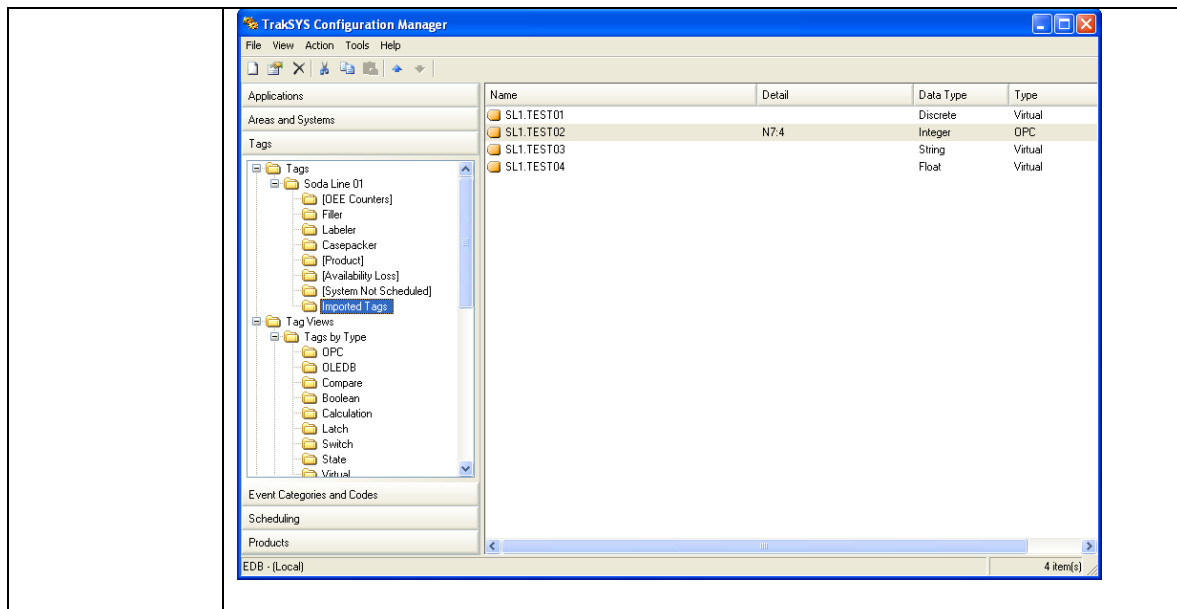 TrakSYS Configuration Manager
File View Action Tools Help
Applications
Areas and Systems
Tags
Tags
Soda Line 01
[OEE Counters]
Filler
Labeler
Casepacker
[Product]
[Availability Loss]
[System Not Scheduled]
Imported Tags
Tag Views
Tags by Type
OPC
OLEDB
Compare
Boolean
Calculation
Latch
Switch
State
Virtual
Event Categories and Codes
Scheduling
Products
Name Detail Data Type Type
SL1.TEST01 Discrete Virtual
SL1.TEST02 N7:4 Integer OPC
SL1.TEST03 String Virtual
SL1.TEST04 Float Virtual
EDB - (Local) 4 item(s)